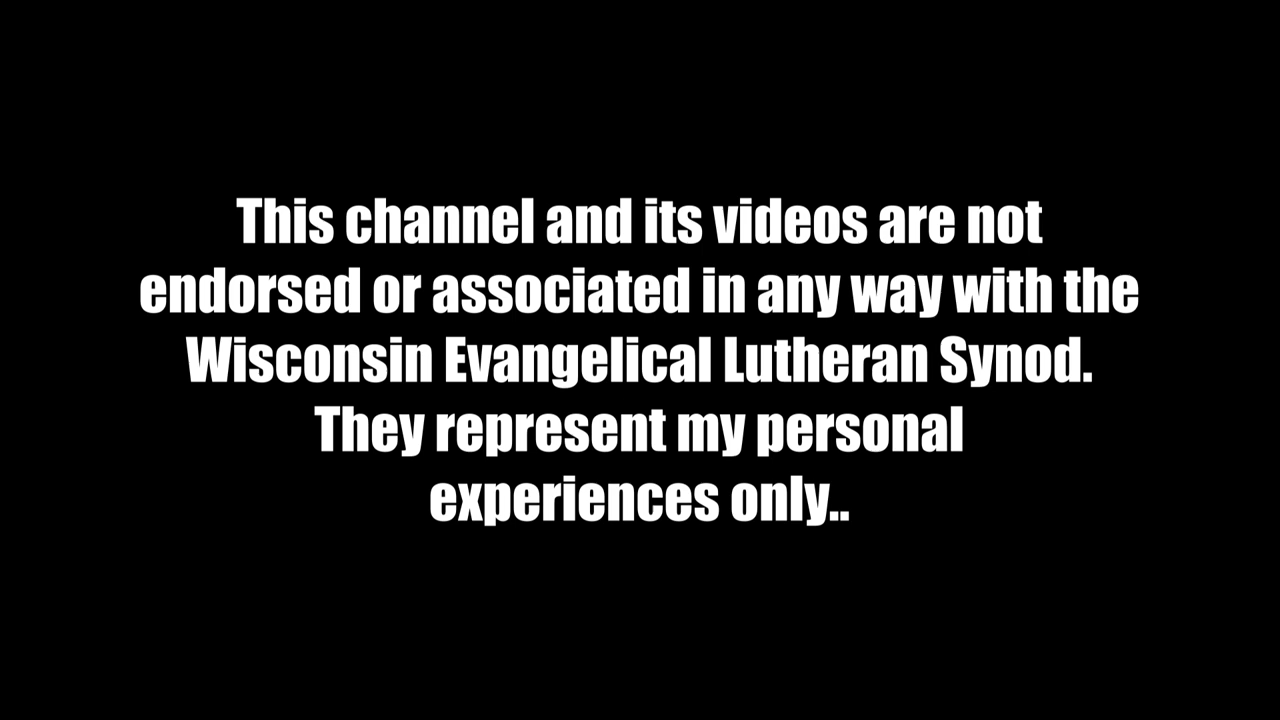 This channel and its videos are not
endorsed or associated in any way with the
Wisconsin Evangelical Lutheran Synod.
They represent my personal
experiences only..